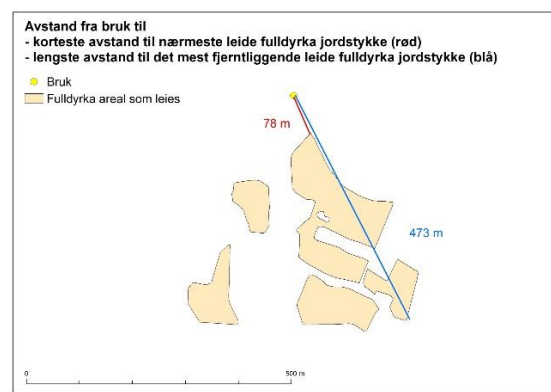 Avstand fra bruk til
- korteste avstand til nærmeste leide fulldyrka jordstykke (rød)
- lengste avstand til det mest fjerntliggende leide fulldyrka jordstykke (blå)
Bruk
Fulldyrka areal som leies
78 m
473 m
0 500 m